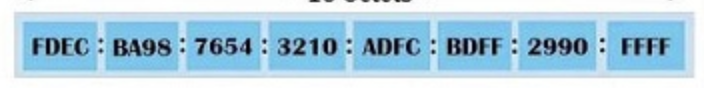 FDEC : BA98 : 7654 : 3210 : ADFC : BDFF : 2990 : FFFF